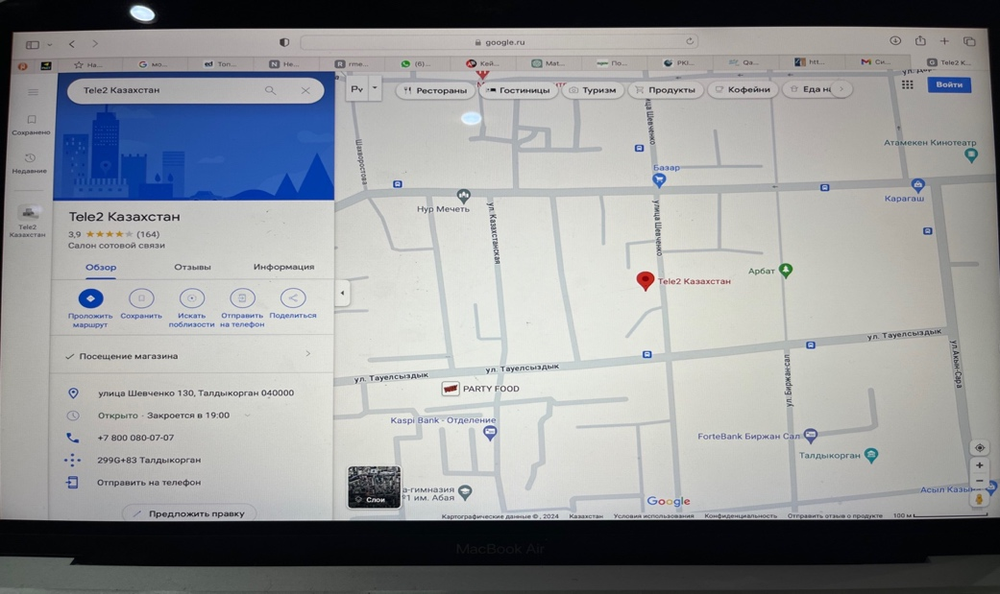 google.ru
На...
мо...
Топ...
Не...
rme...
(6)...
Кей...
Mat...
По...
PKI...
Qa...
htt...
Си...
Tele2 К...
Tele2 Казахстан
Рестораны
Гостиницы
Туризм
Продукты
Кофейни
Еда н
Войти
Сохранено
Недавние
Tele2
Казахстан
Tele2 Казахстан
3,9 (164)
Салон сотовой связи
Обзор
Отзывы
Информация
Проложить
маршрут
Сохранить
Искать
поблизости
Отправить
на телефон
Поделиться
Посещение магазина
улица Шевченко 130, Талдыкорган 040000
Открыто · Закроется в 19:00
+7 800 080-07-07
299G+83 Талдыкорган
Отправить на телефон
Предложить правку
Шахворостова
Атамекен Кинотеатр
Базар
Карагаш
Нур Мечеть
ул. Казахстанская
улица Шевченко
Tele2 Казахстан
Арбат
ул. Тауелсыздык
ул. Тауелсыздык
ул. Тауелсыздык
ул. Биржан сал
ул. Акын Сара
PARTY FOOD
Kaspi Bank - Отделение
ForteBank Биржан Сал
Талдыкорган
а-гимназия
№1 им. Абая
Слои
Google
Асыл Казы
Картографические данные ©, 2024
Казахстан
Условия использования
Конфиденциальность
Отправить отзыв о продукте
100 м
MacBook Air